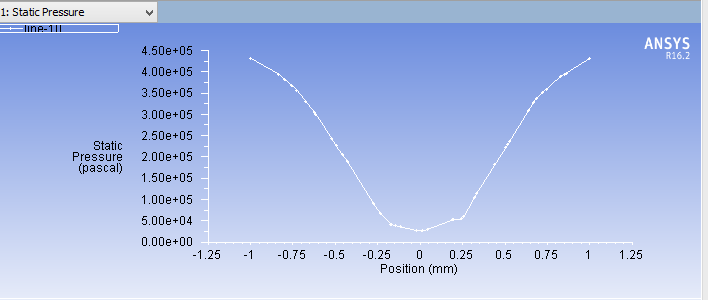 1: Static Pressure
line-10
ANSYS
R16.2
4.50e+05
4.00e+05
3.50e+05
3.00e+05
2.50e+05
2.00e+05
1.50e+05
1.00e+05
5.00e+04
0.00e+00
Static
Pressure
(pascal)
-1.25 -1 -0.75 -0.5 -0.25 0 0.25 0.5 0.75 1 1.25
Position (mm)